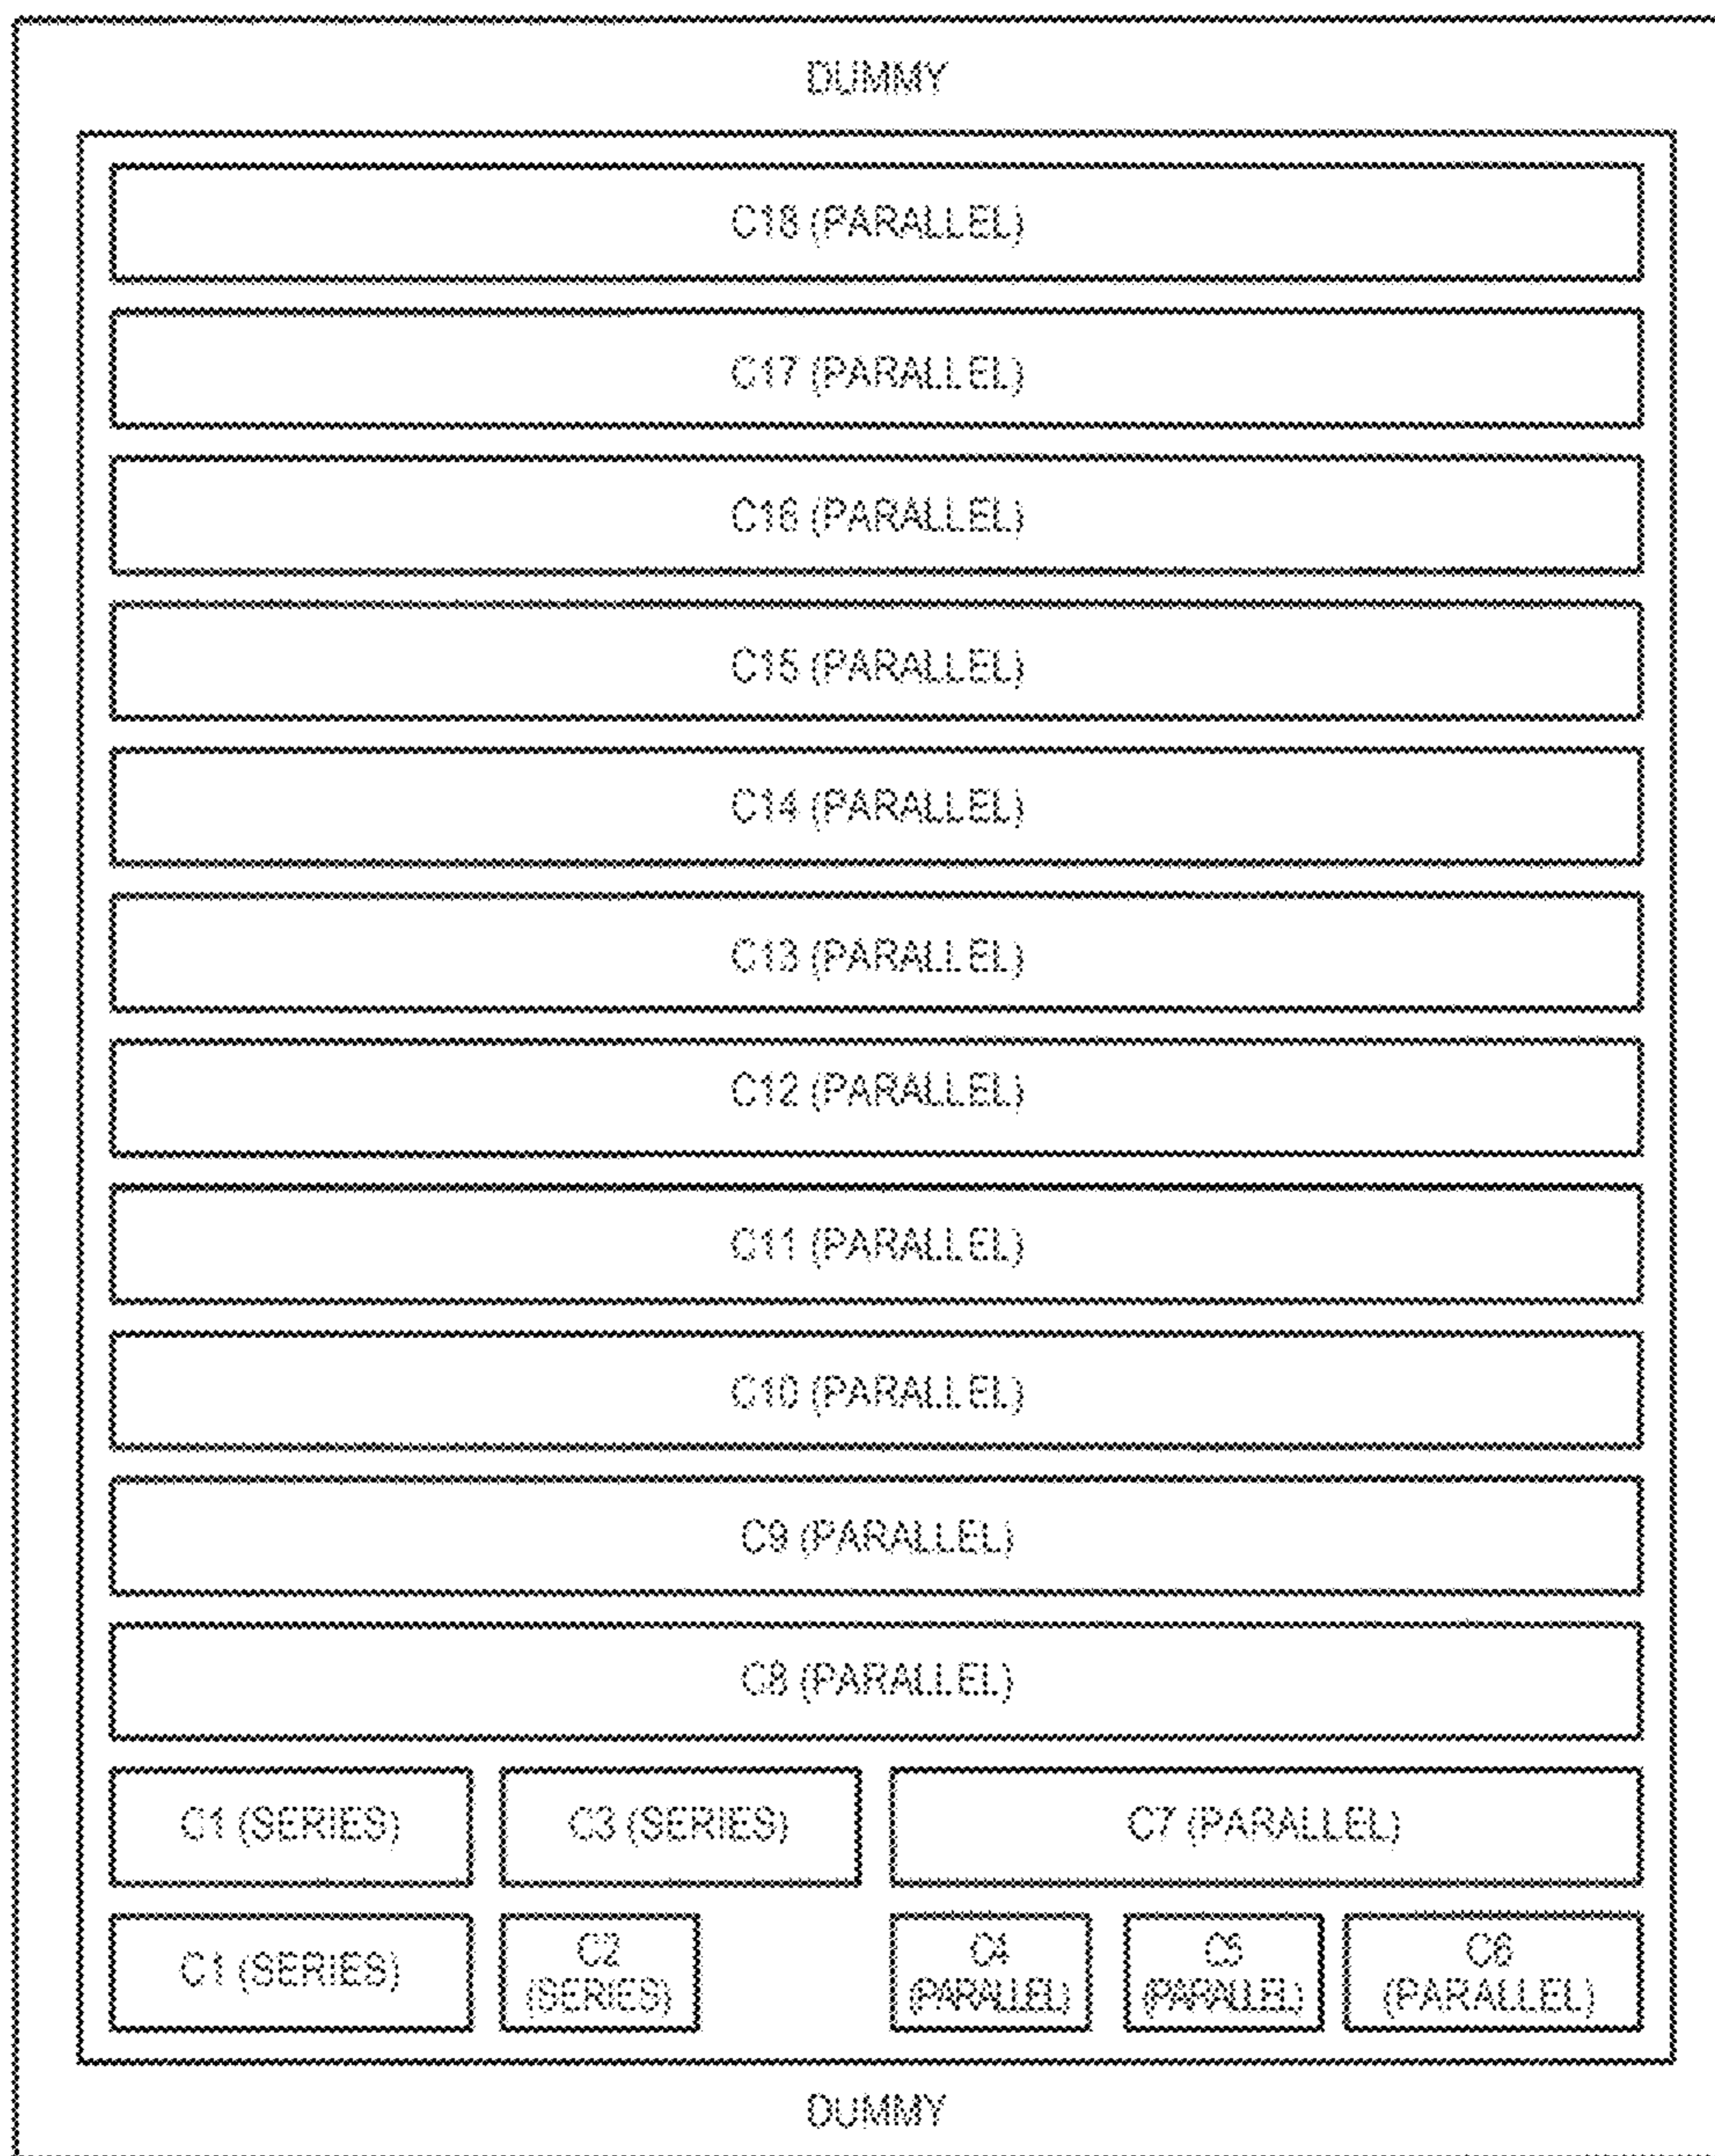 DUMMY
C18 (PARALLEL)
C17 (PARALLEL)
C16 (PARALLEL)
C15 (PARALLEL)
C14 (PARALLEL)
C13 (PARALLEL)
C12 (PARALLEL)
C11 (PARALLEL)
C10 (PARALLEL)
C9 (PARALLEL)
C8 (PARALLEL)
C1 (SERIES) C3 (SERIES) C7 (PARALLEL)
C1 (SERIES)
C2
(SERIES)
C4
(PARALLEL)
C5
(PARALLEL)
C6
(PARALLEL)
DUMMY